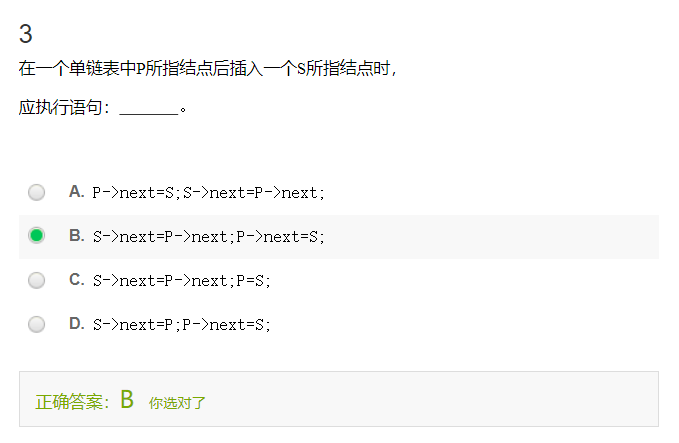 3
在一个单链表中P所指结点后插入一个S所指结点时，
应执行语句：_______。
A. P->next=S;S->next=P->next;
B. S->next=P->next;P->next=S;
C. S->next=P->next;P=S;
D. S->next=P;P->next=S;
正确答案：B 你选对了